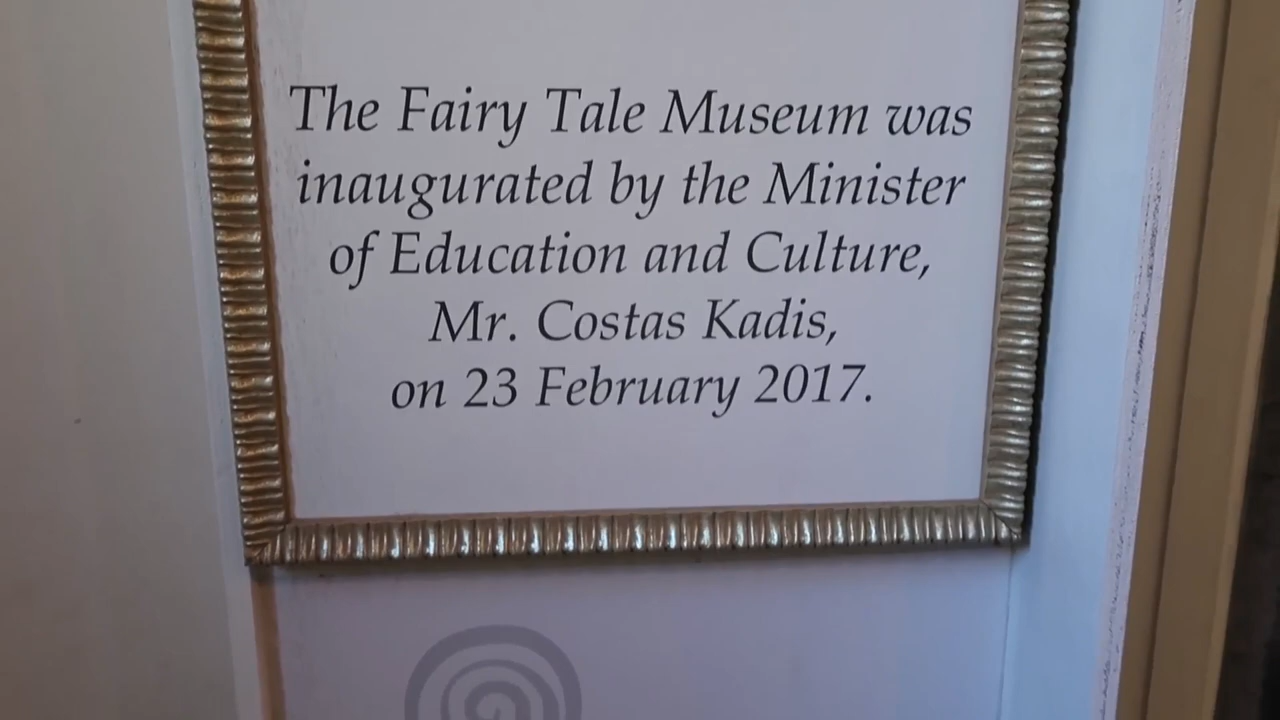 The Fairy Tale Museum was
inaugurated by the Minister
of Education and Culture,
Mr. Costas Kadis,
on 23 February 2017.